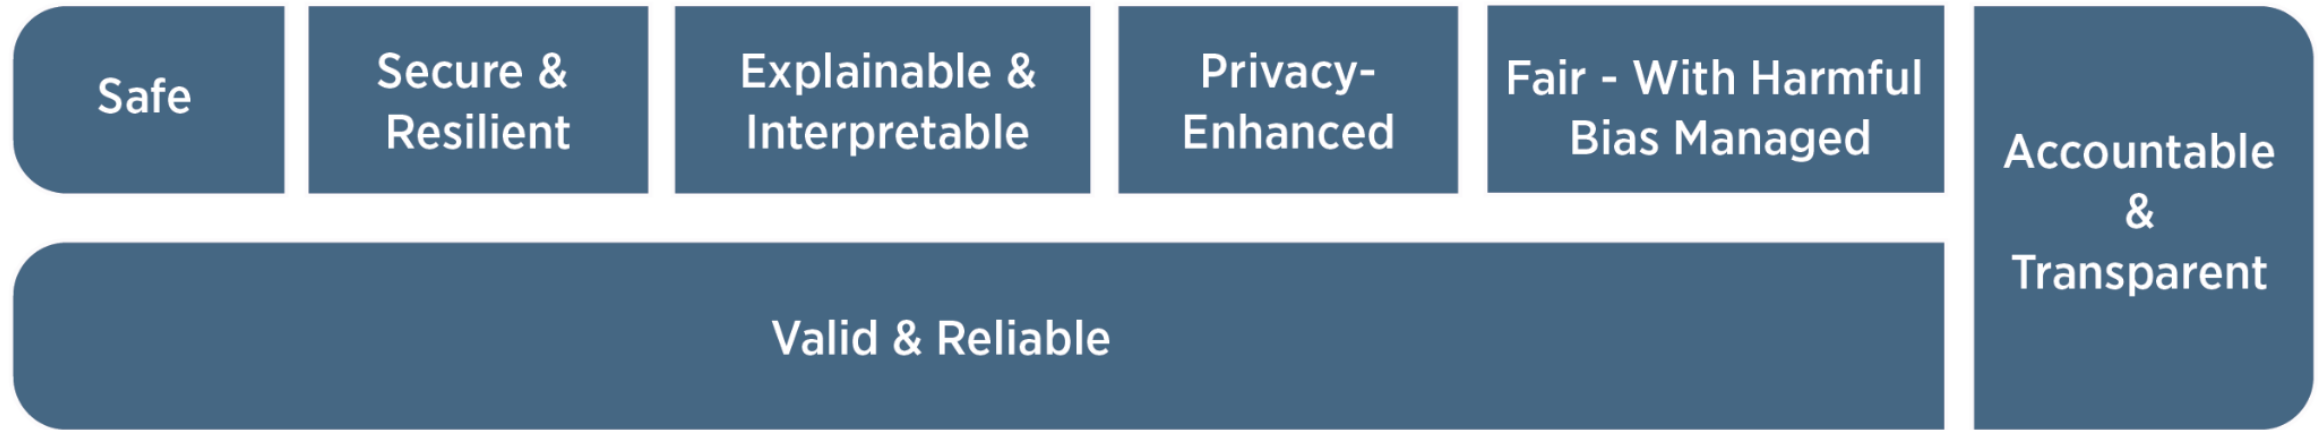 Safe
Secure &
Resilient
Explainable &
Interpretable
Privacy-
Enhanced
Fair - With Harmful
Bias Managed
Accountable
&
Transparent
Valid & Reliable